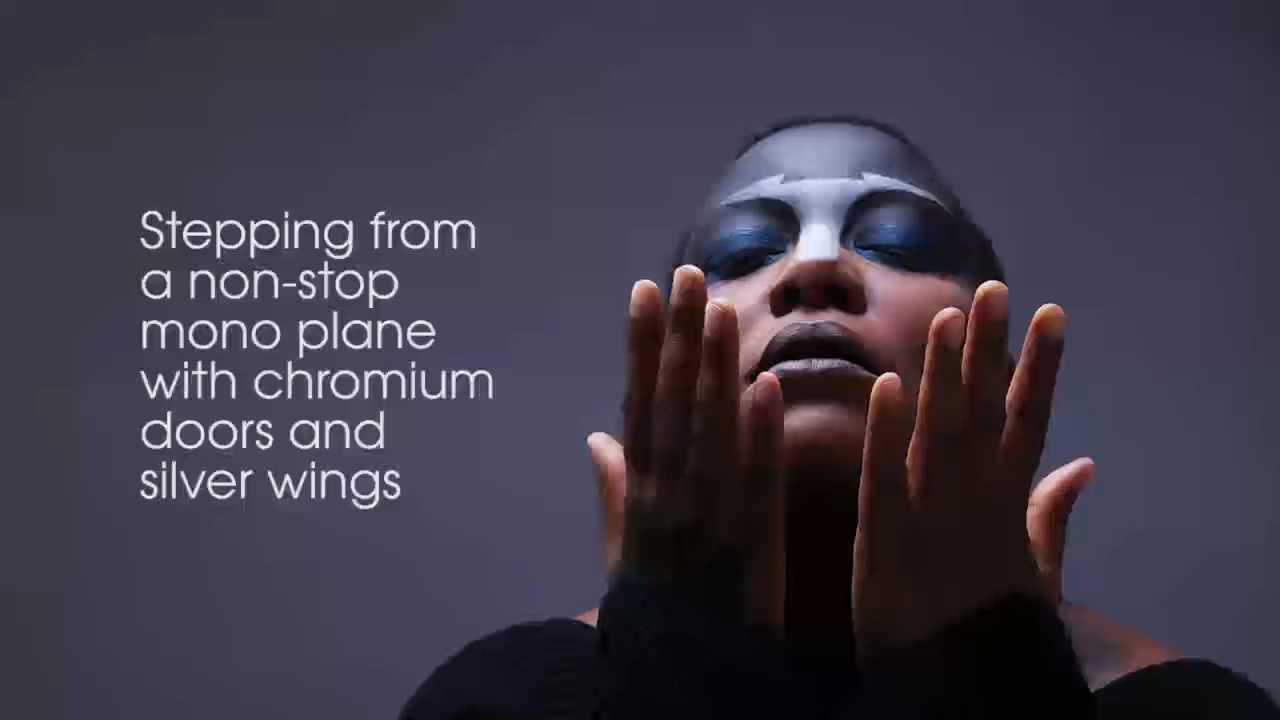 Stepping from
a non-stop
mono plane
with chromium
doors and
silver wings